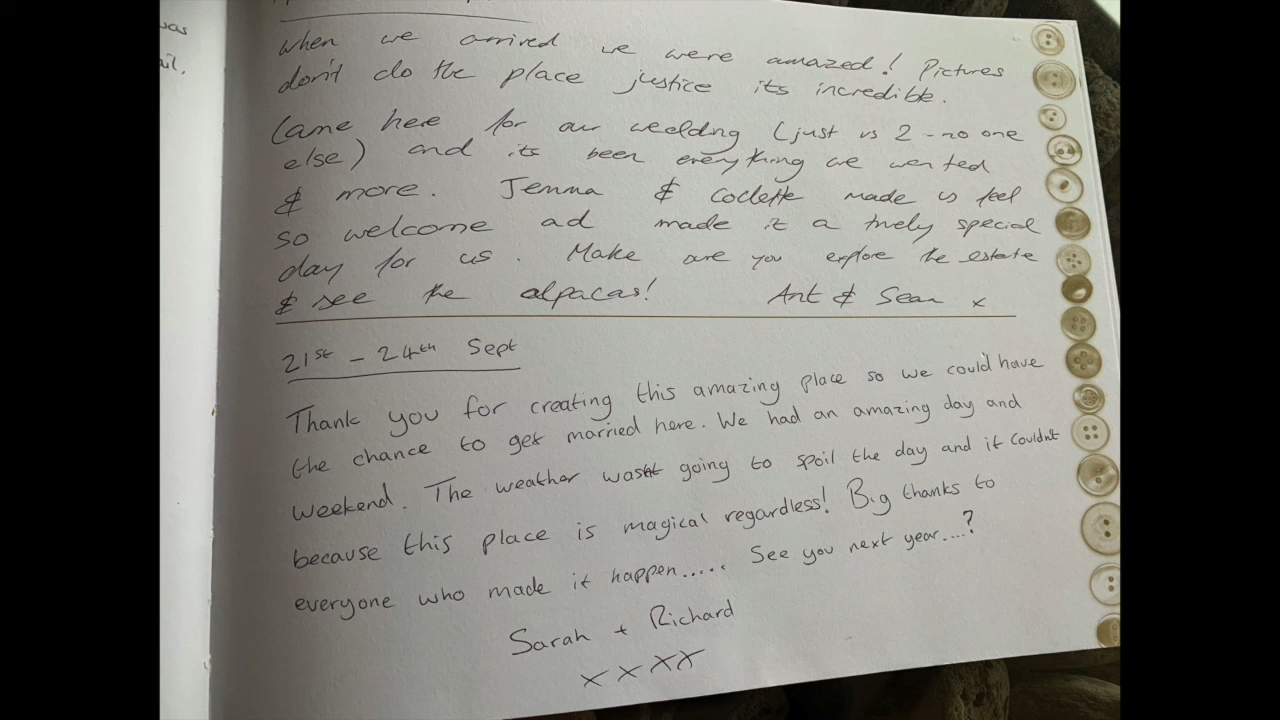 was
ail.
When we arrived we were amazed! Pictures
don't do the place justice its incredible.
Came here for our wedding (just us 2 - no one
else) and its been everything we wanted
& more. Jemma & Collette made us feel
so welcome ad made it a truely special
day for us. Make sure you explore the estate
& see the alpacas! Ant & Sean x
21st - 24th Sept
Thank you for creating this amazing place so we could have
the chance to get married here. We had an amazing day and
weekend. The weather wasnt going to spoil the day and it couldn't
because this place is magical regardless! Big thanks to
everyone who made it happen..... See you next year....?
Sarah + Richard
x x x x